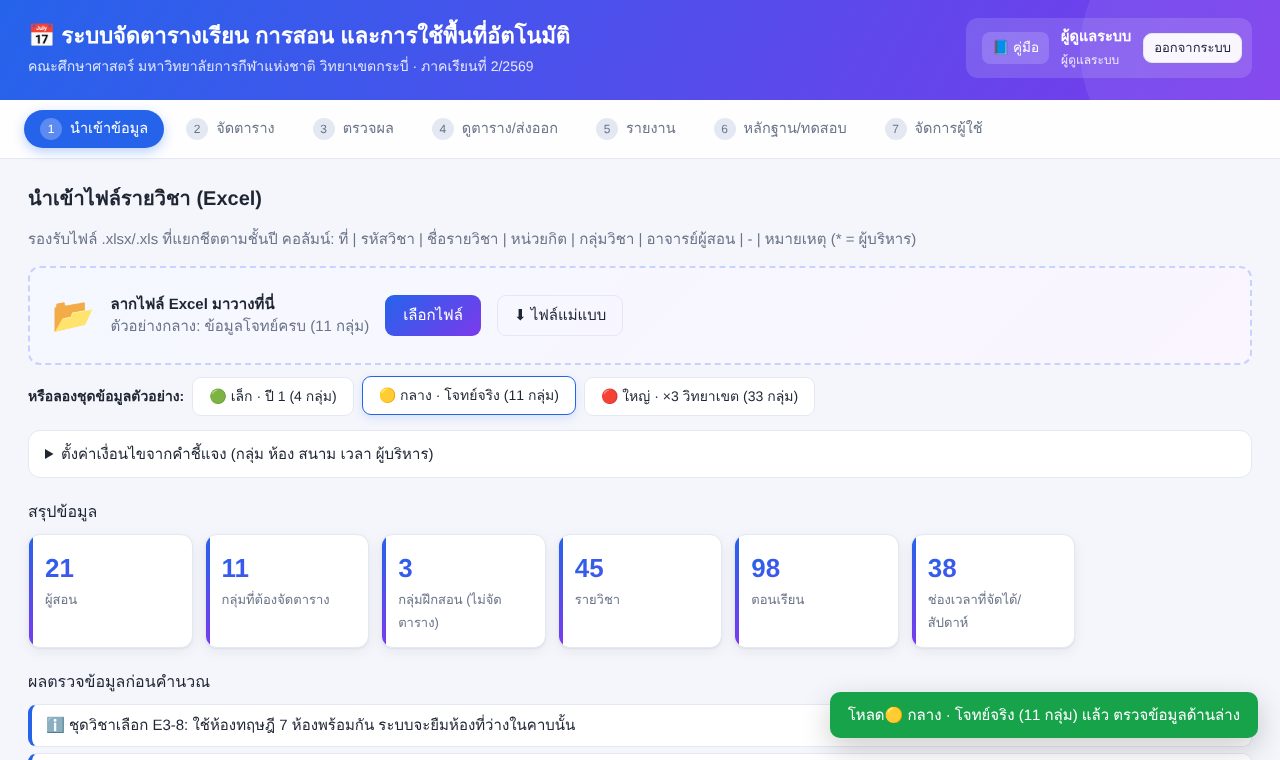 📅 ระบบจัดตารางเรียน การสอน และการใช้พื้นที่อัตโนมัติ
คณะศึกษาศาสตร์ มหาวิทยาลัยการกีฬาแห่งชาติ วิทยาเขตกระบี่ · ภาคเรียนที่ 2/2569
📘 คู่มือ
ผู้ดูแลระบบ
ผู้ดูแลระบบ
ออกจากระบบ
1 นำเข้าข้อมูล
2 จัดตาราง
3 ตรวจผล
4 ดูตาราง/ส่งออก
5 รายงาน
6 หลักฐาน/ทดสอบ
7 จัดการผู้ใช้
นำเข้าไฟล์รายวิชา (Excel)
รองรับไฟล์ .xlsx/.xls ที่แยกชีตตามชั้นปี คอลัมน์: ที่ | รหัสวิชา | ชื่อรายวิชา | หน่วยกิต | กลุ่มวิชา | อาจารย์ผู้สอน | - | หมายเหตุ (* = ผู้บริหาร)
ลากไฟล์ Excel มาวางที่นี่
ตัวอย่างกลาง: ข้อมูลโจทย์ครบ (11 กลุ่ม)
เลือกไฟล์
⬇ ไฟล์แม่แบบ
หรือลองชุดข้อมูลตัวอย่าง:
🟢 เล็ก · ปี 1 (4 กลุ่ม)
🟡 กลาง · โจทย์จริง (11 กลุ่ม)
🔴 ใหญ่ · ×3 วิทยาเขต (33 กลุ่ม)
▶ ตั้งค่าเงื่อนไขจากคำชี้แจง (กลุ่ม ห้อง สนาม เวลา ผู้บริหาร)
สรุปข้อมูล
21
ผู้สอน
11
กลุ่มที่ต้องจัดตาราง
3
กลุ่มฝึกสอน (ไม่จัด
ตาราง)
45
รายวิชา
98
ตอนเรียน
38
ช่องเวลาที่จัดได้/
สัปดาห์
ผลตรวจข้อมูลก่อนคำนวณ
ℹ️ ชุดวิชาเลือก E3-8: ใช้ห้องทฤษฎี 7 ห้องพร้อมกัน ระบบจะยืมห้องที่ว่างในคาบนั้น
โหลด🟡 กลาง · โจทย์จริง (11 กลุ่ม) แล้ว ตรวจข้อมูลด้านล่าง